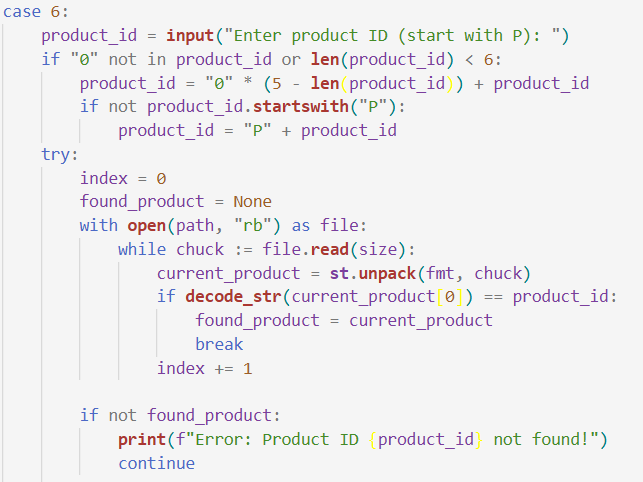 case 6:
    product_id = input("Enter product ID (start with P): ")
    if "0" not in product_id or len(product_id) < 6:
        product_id = "0" * (5 - len(product_id)) + product_id
        if not product_id.startswith("P"):
            product_id = "P" + product_id
    try:
        index = 0
        found_product = None
        with open(path, "rb") as file:
            while chuck := file.read(size):
                current_product = st.unpack(fmt, chuck)
                if decode_str(current_product[0]) == product_id:
                    found_product = current_product
                    break
                index += 1

        if not found_product:
            print(f"Error: Product ID {product_id} not found!")
            continue